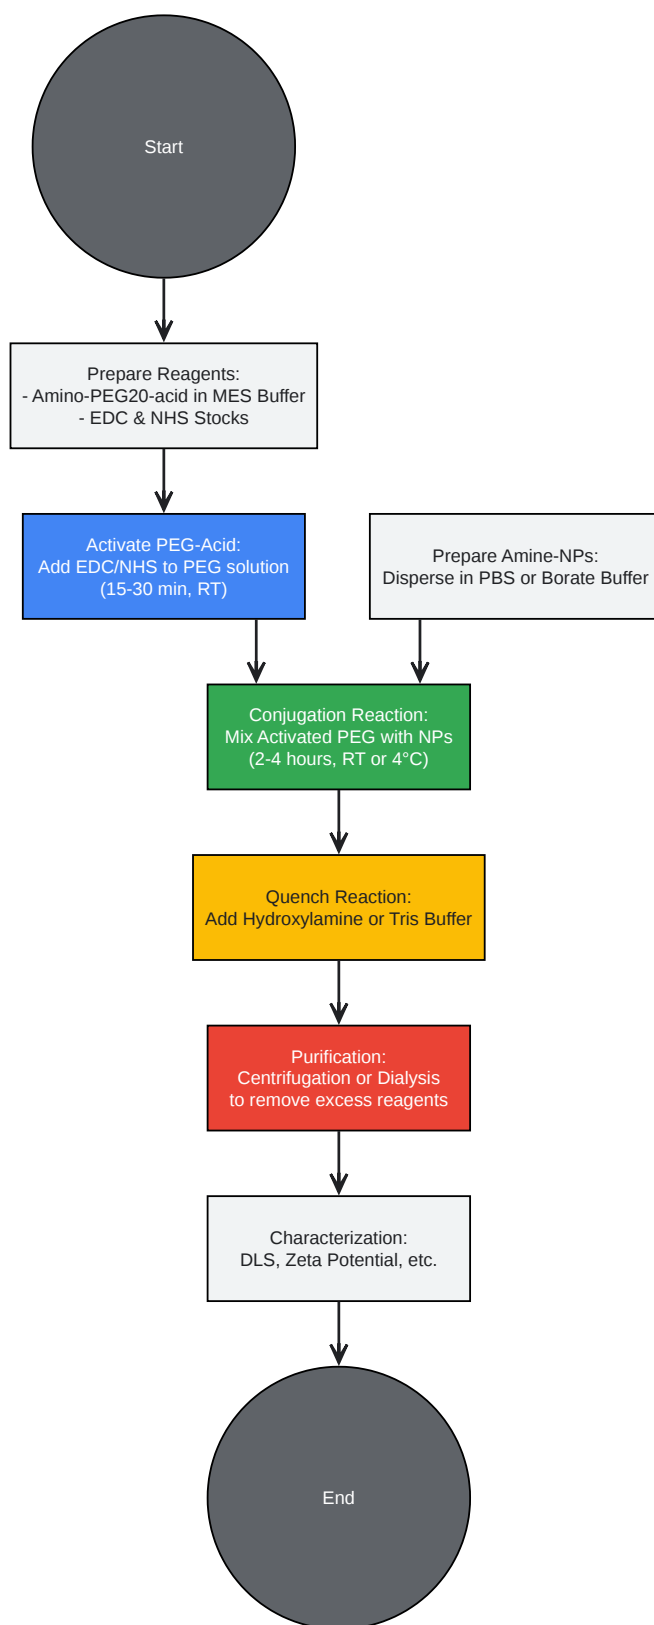 Start
Prepare Reagents:
- Amino-PEG20-acid in MES Buffer
- EDC & NHS Stocks
Activate PEG-Acid:
Add EDC/NHS to PEG solution
(15-30 min, RT)
Prepare Amine-NPs:
Disperse in PBS or Borate Buffer
Conjugation Reaction:
Mix Activated PEG with NPs
(2-4 hours, RT or 4°C)
Quench Reaction:
Add Hydroxylamine or Tris Buffer
Purification:
Centrifugation or Dialysis
to remove excess reagents
Characterization:
DLS, Zeta Potential, etc.
End